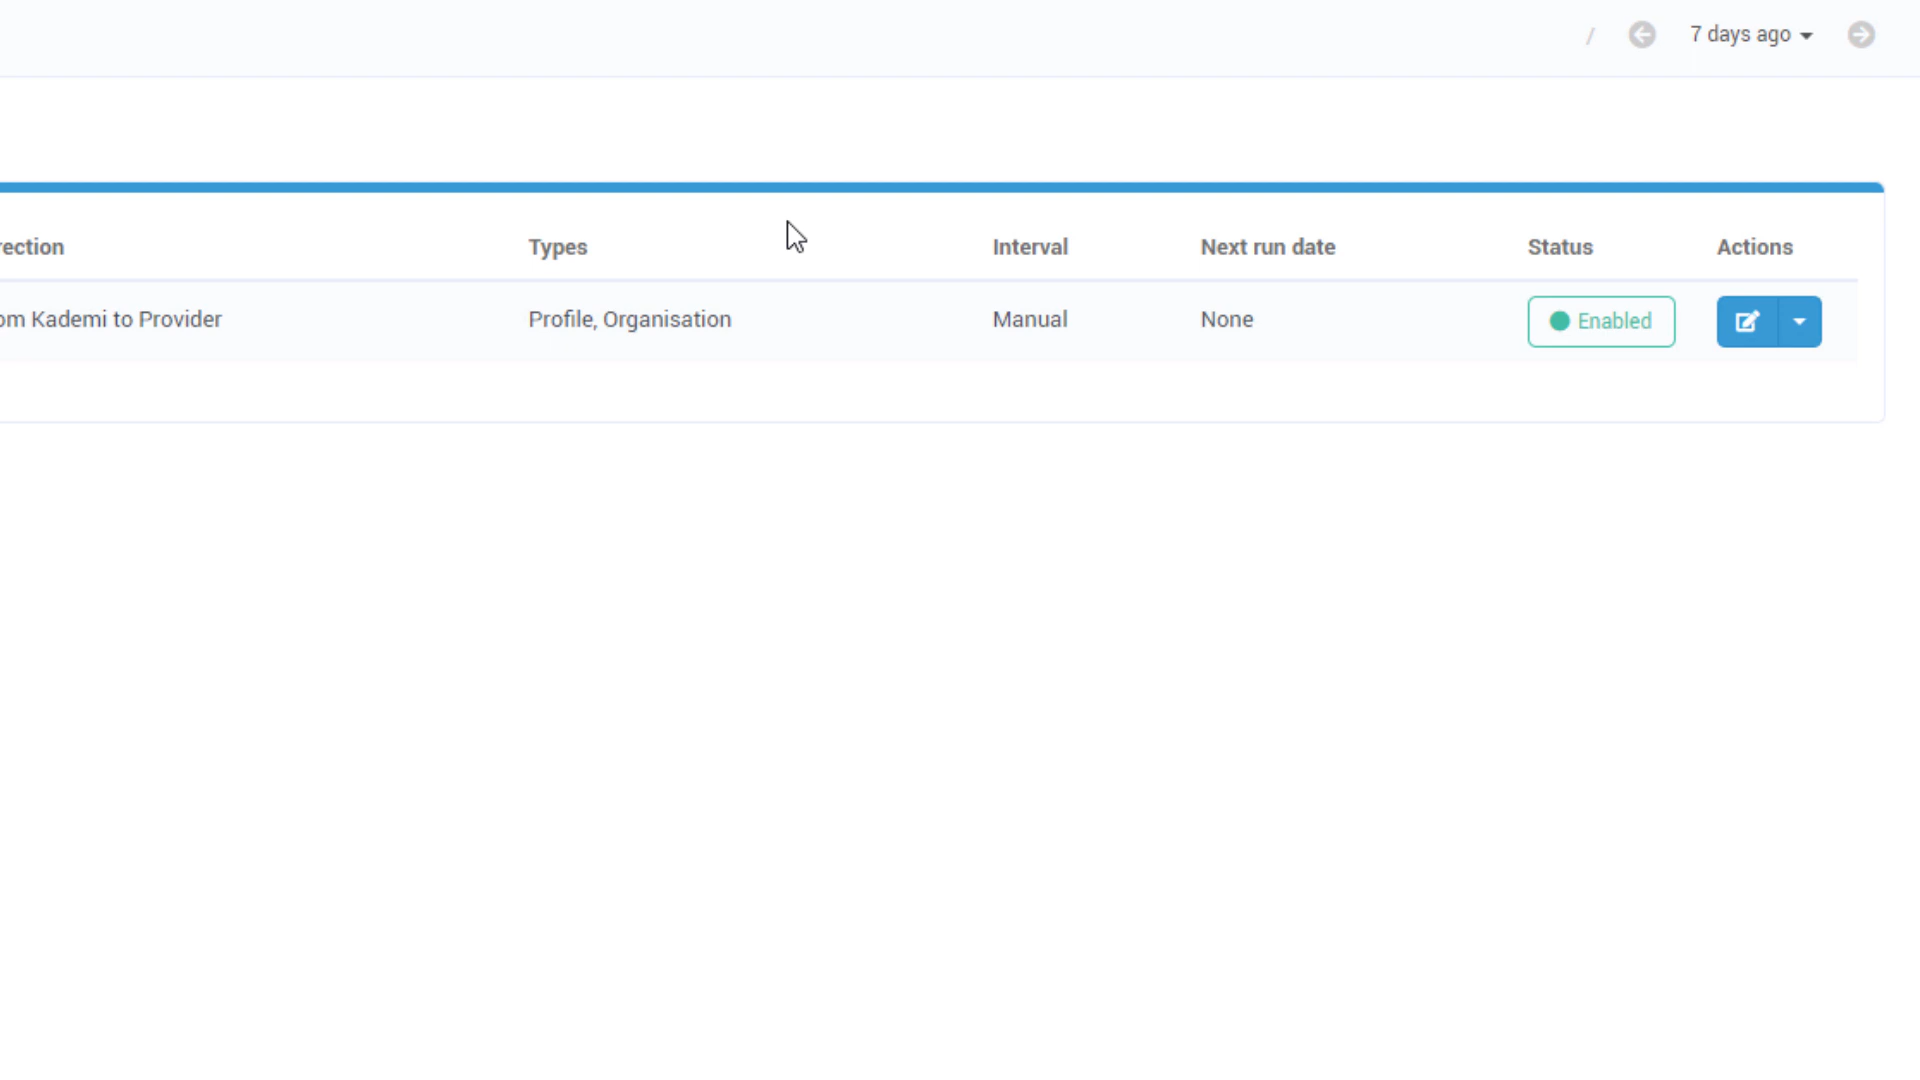 / 7 days ago
rection Types Interval Next run date Status Actions
om Kademi to Provider Profile, Organisation Manual None Enabled